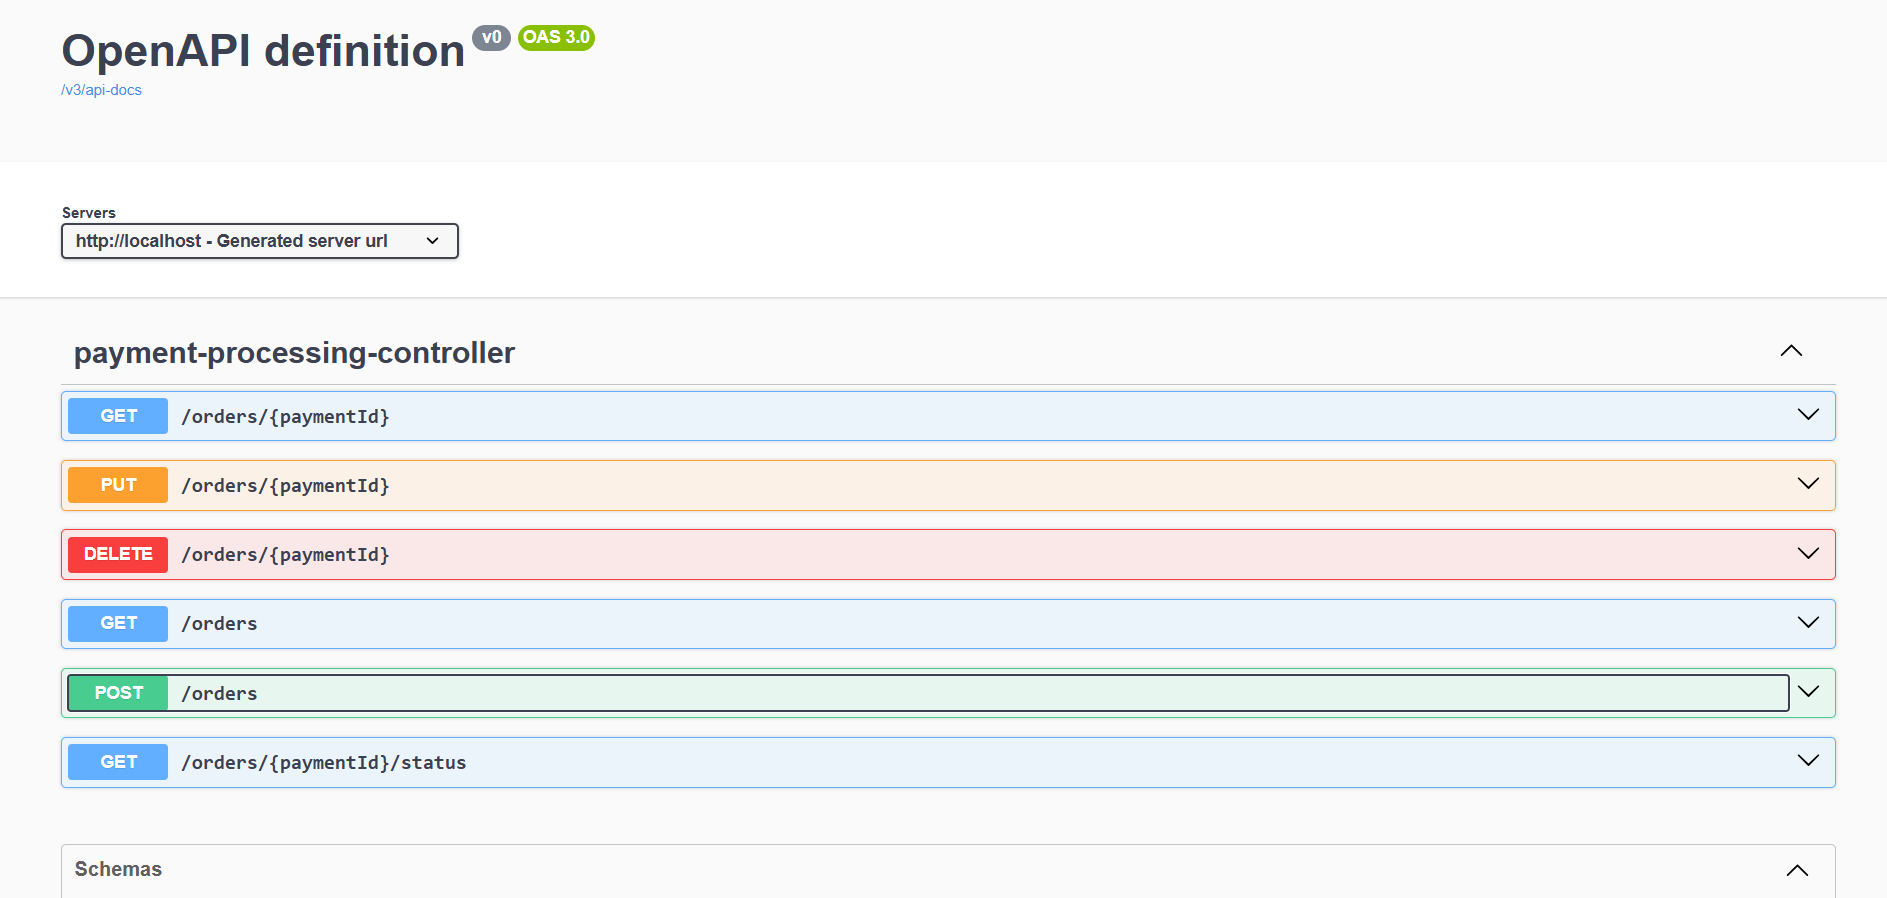 OpenAPI definition v0 OAS 3.0
/v3/api-docs
Servers
http://localhost - Generated server url
payment-processing-controller
GET /orders/{paymentId}
PUT /orders/{paymentId}
DELETE /orders/{paymentId}
GET /orders
POST /orders
GET /orders/{paymentId}/status
Schemas